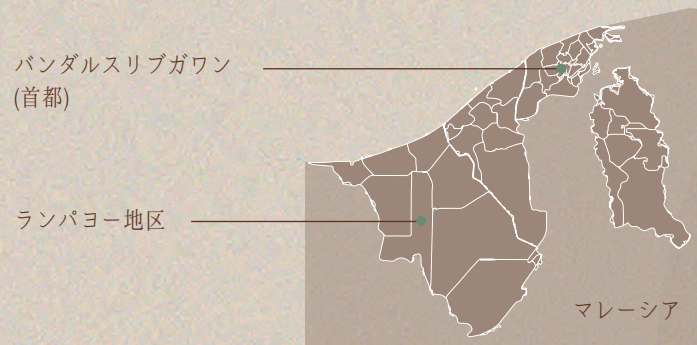 バンダルスリブガワン
(首都)
ランパヨー地区
マレーシア